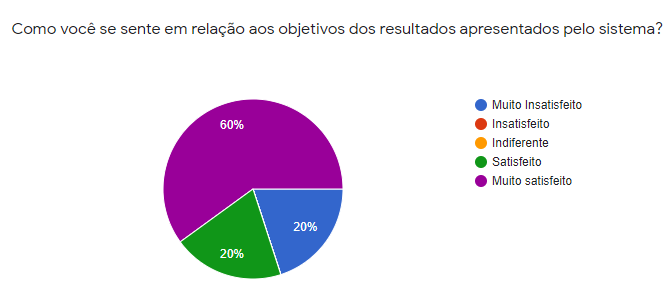 Como você se sente em relação aos objetivos dos resultados apresentados pelo sistema?
60%
20%
20%
Muito Insatisfeito
Insatisfeito
Indiferente
Satisfeito
Muito satisfeito